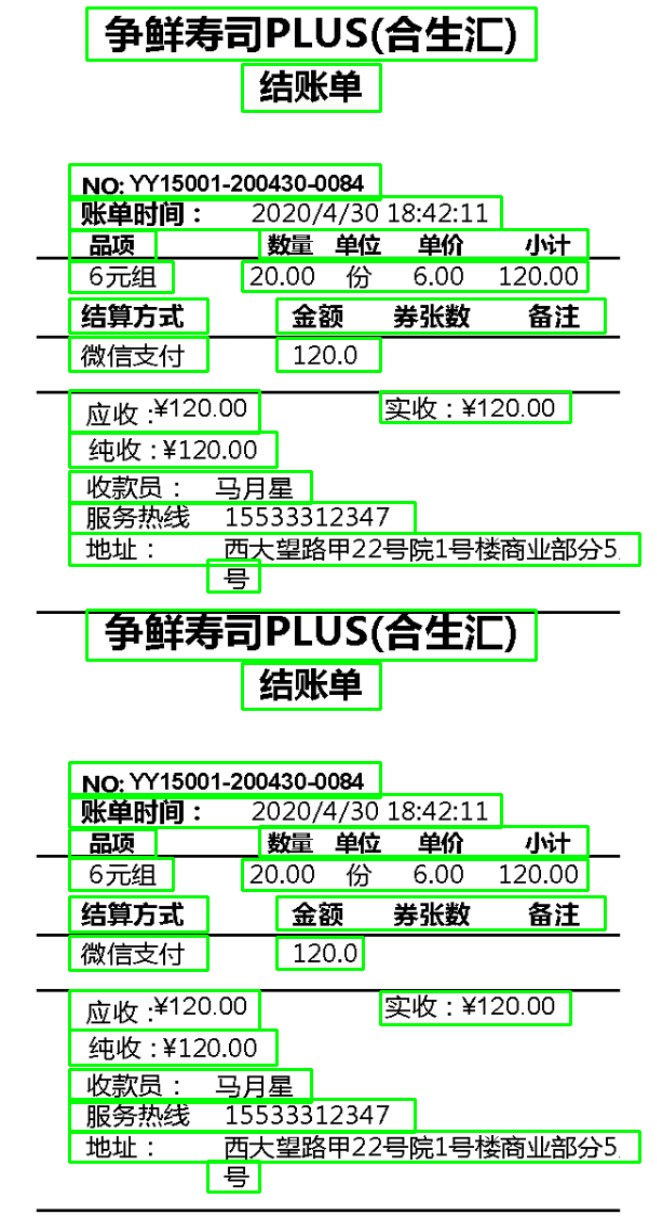 争鲜寿司PLUS(合生汇)
结账单
NO: YY15001-200430-0084
账单时间： 2020/4/30 18:42:11
品项 数量 单位 单价 小计
6元组 20.00 份 6.00 120.00
结算方式 金额 券张数 备注
微信支付 120.0
应收:¥120.00 实收：¥120.00
纯收:¥120.00
收款员： 马月星
服务热线 15533312347
地址： 西大望路甲22号院1号楼商业部分5
号
争鲜寿司PLUS(合生汇)
结账单
NO: YY15001-200430-0084
账单时间： 2020/4/30 18:42:11
品项 数量 单位 单价 小计
6元组 20.00 份 6.00 120.00
结算方式 金额 券张数 备注
微信支付 120.0
应收:¥120.00 实收：¥120.00
纯收:¥120.00
收款员： 马月星
服务热线 15533312347
地址： 西大望路甲22号院1号楼商业部分5
号